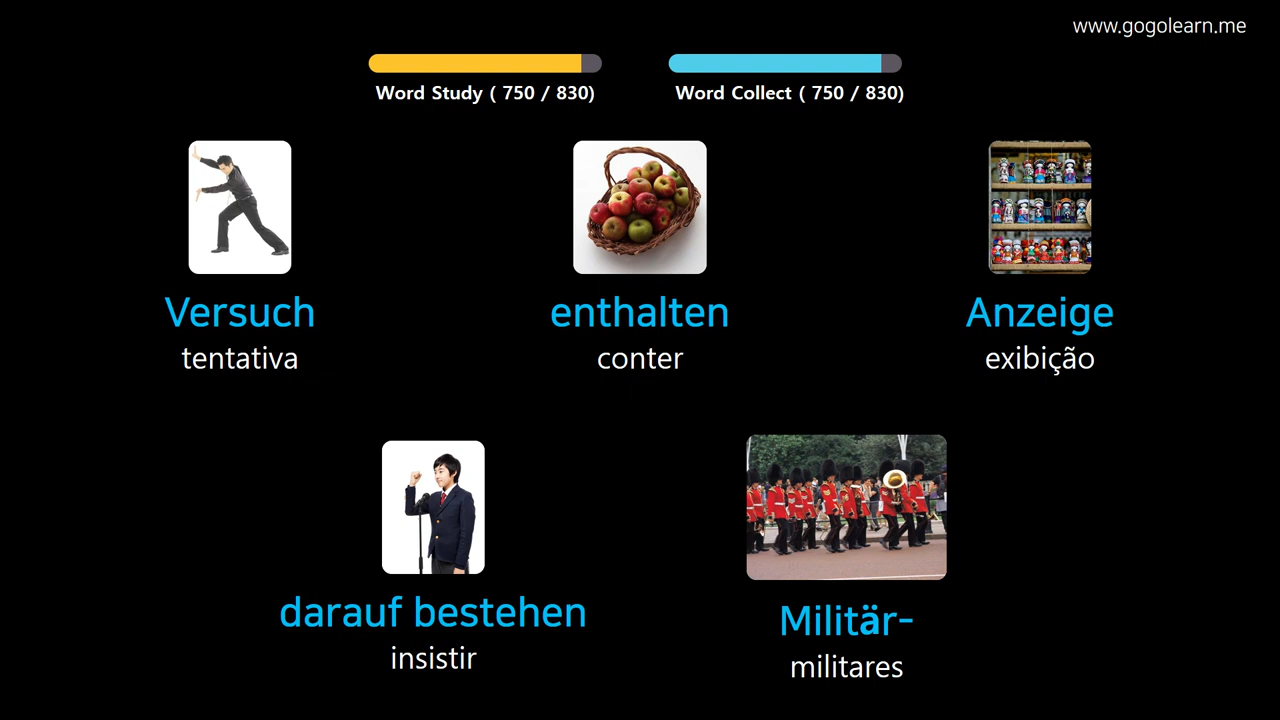 www.gogolearn.me
Word Study ( 750 / 830)
Word Collect ( 750 / 830)
Versuch
tentativa
enthalten
conter
Anzeige
exibição
darauf bestehen
insistir
Militär-
militares